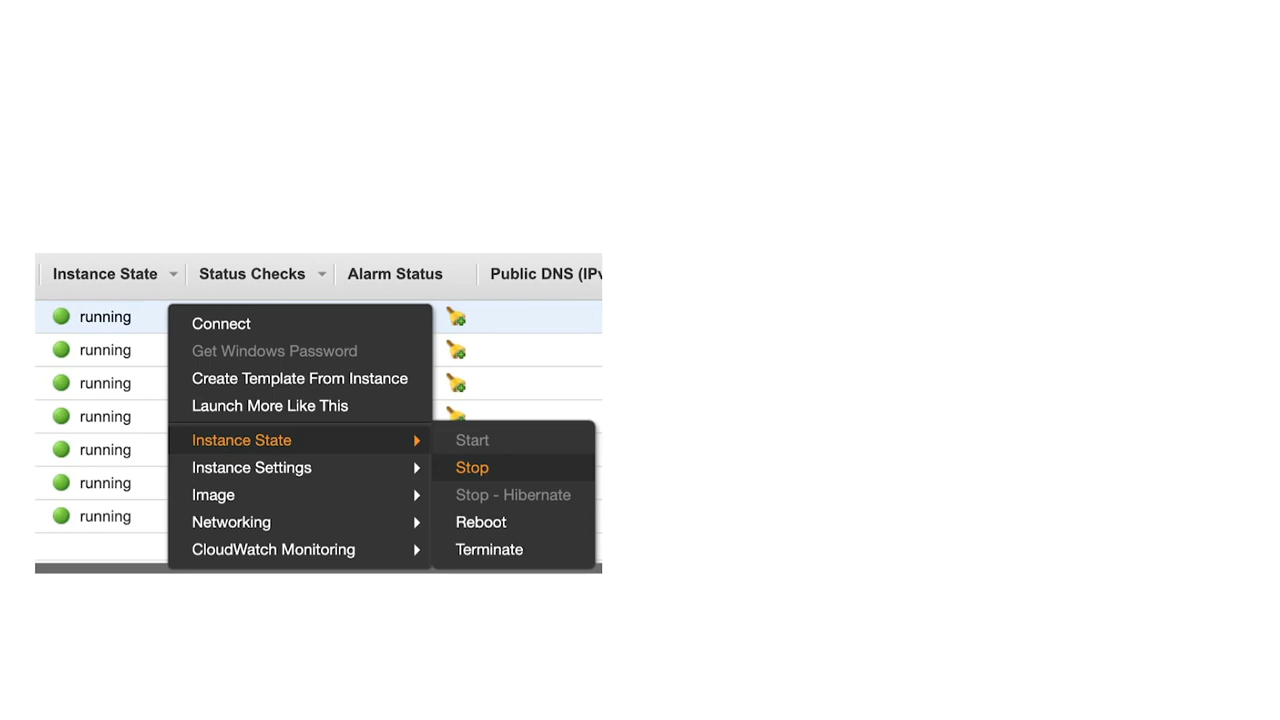 Instance State Status Checks Alarm Status Public DNS (IPv
running
running
running
running
running
running
running
Connect
Get Windows Password
Create Template From Instance
Launch More Like This
Instance State
Instance Settings
Image
Networking
CloudWatch Monitoring
Start
Stop
Stop - Hibernate
Reboot
Terminate